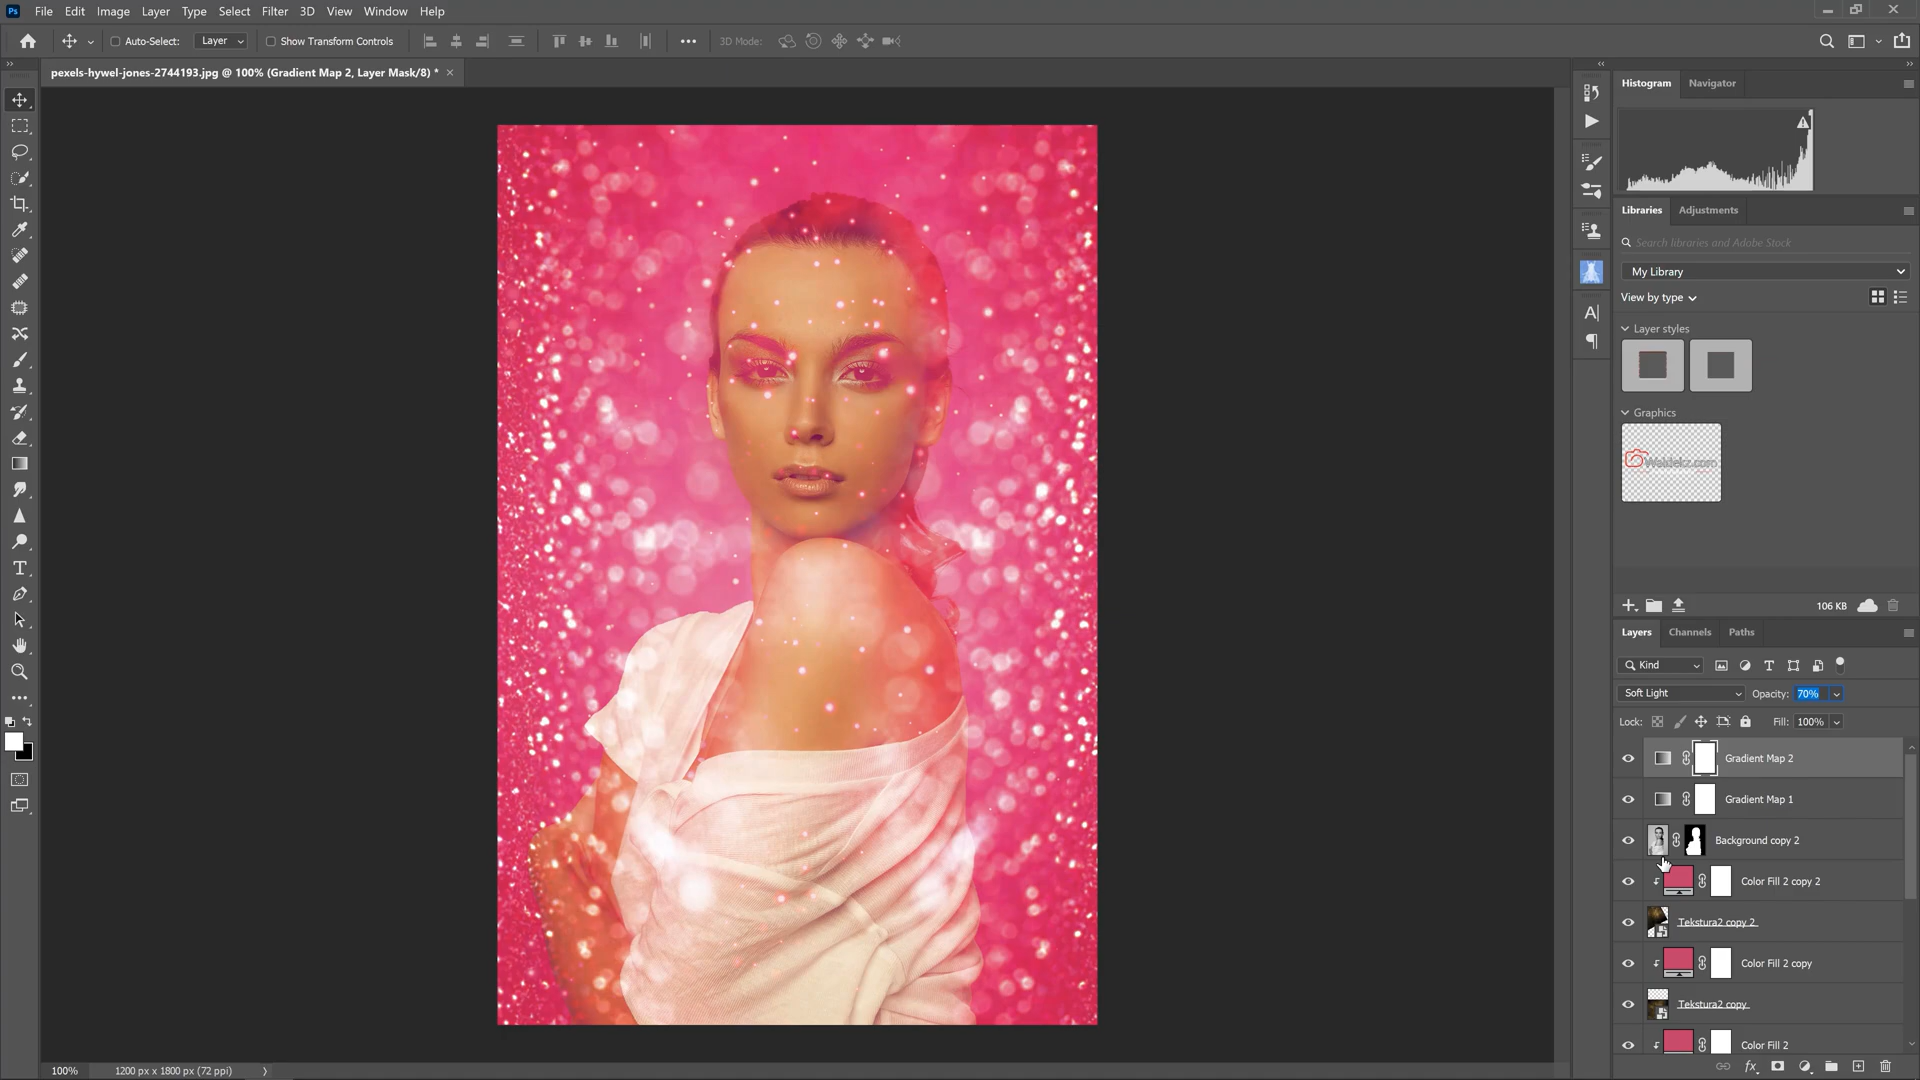 Ps File Edit Image Layer Type Select Filter 3D View Window Help
Auto-Select: Layer Show Transform Controls 3D Mode:
pexels-hywel-jones-2744193.jpg @ 100% (Gradient Map 2, Layer Mask/8) *
Histogram Navigator
Libraries Adjustments
Search libraries and Adobe Stock
My Library
View by type
Layer styles
Graphics
Waldekz.com
106 KB
Layers Channels Paths
Kind
Soft Light Opacity: 70%
Lock: Fill: 100%
Gradient Map 2
Gradient Map 1
Background copy 2
Color Fill 2 copy 2
Tekstura2 copy 2
Color Fill 2 copy
Tekstura2 copy
Color Fill 2
100% 1200 px x 1800 px (72 ppi)